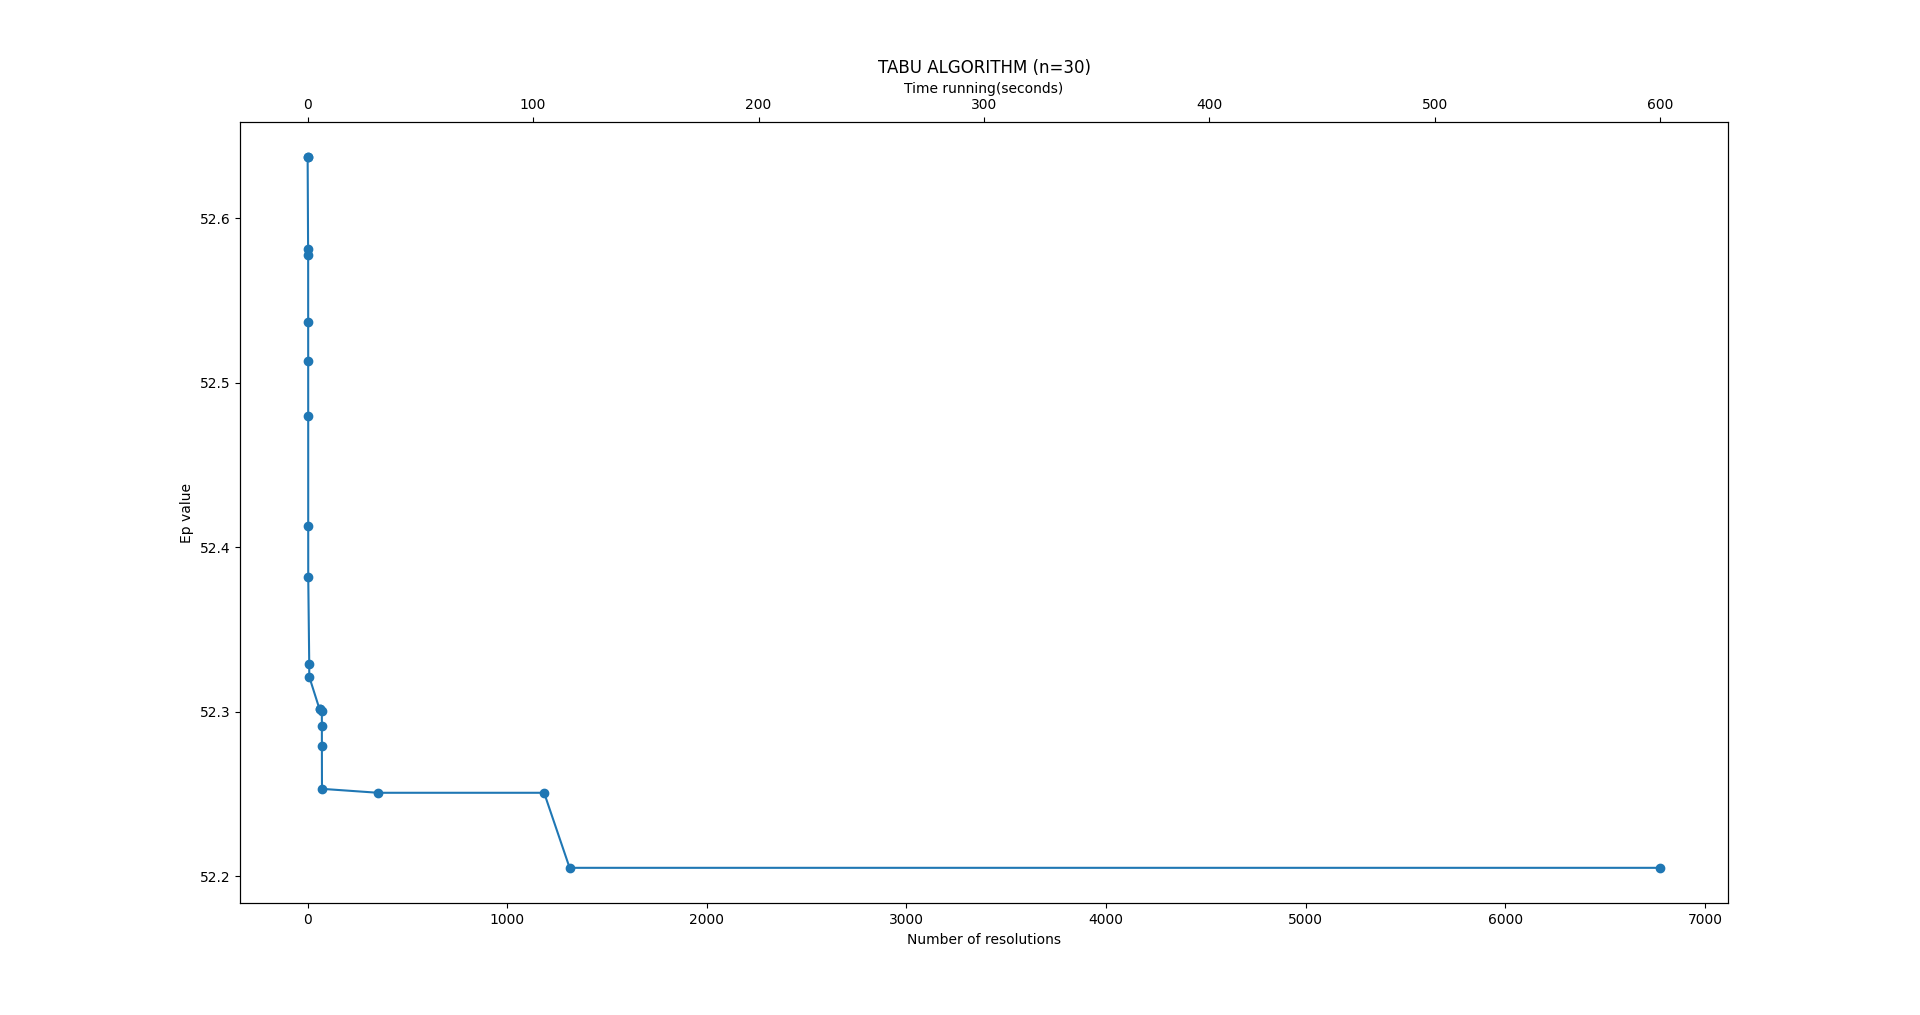 TABU ALGORITHM (n=30)
Time running(seconds)
0 100 200 300 400 500 600
52.6
52.5
52.4
52.3
52.2
Ep value
0 1000 2000 3000 4000 5000 6000 7000
Number of resolutions